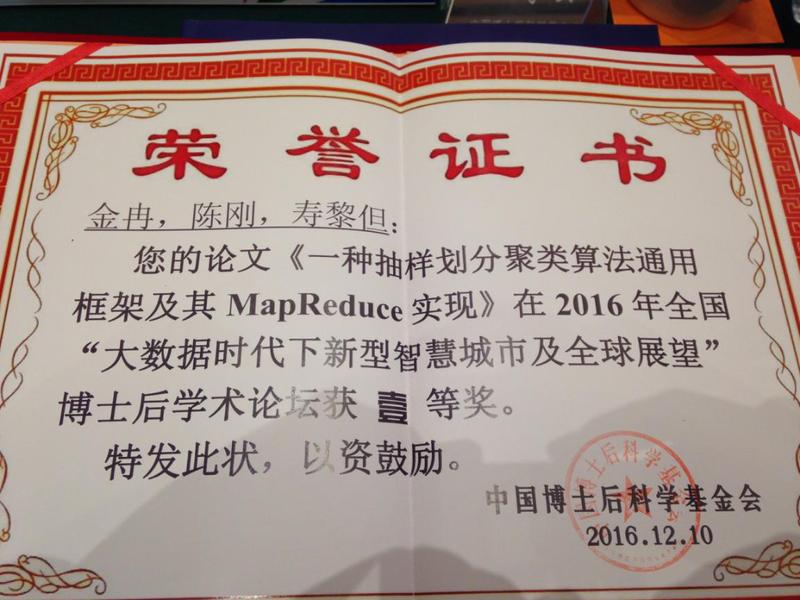 荣誉证书
金冉，陈刚，寿黎但：
您的论文《一种抽样划分聚类算法通用
框架及其 MapReduce 实现》在 2016 年全国
“大数据时代下新型智慧城市及全球展望”
博士后学术论坛获 壹 等奖。
特发此状，以资鼓励。
中国博士后科学基金会
2016.12.10